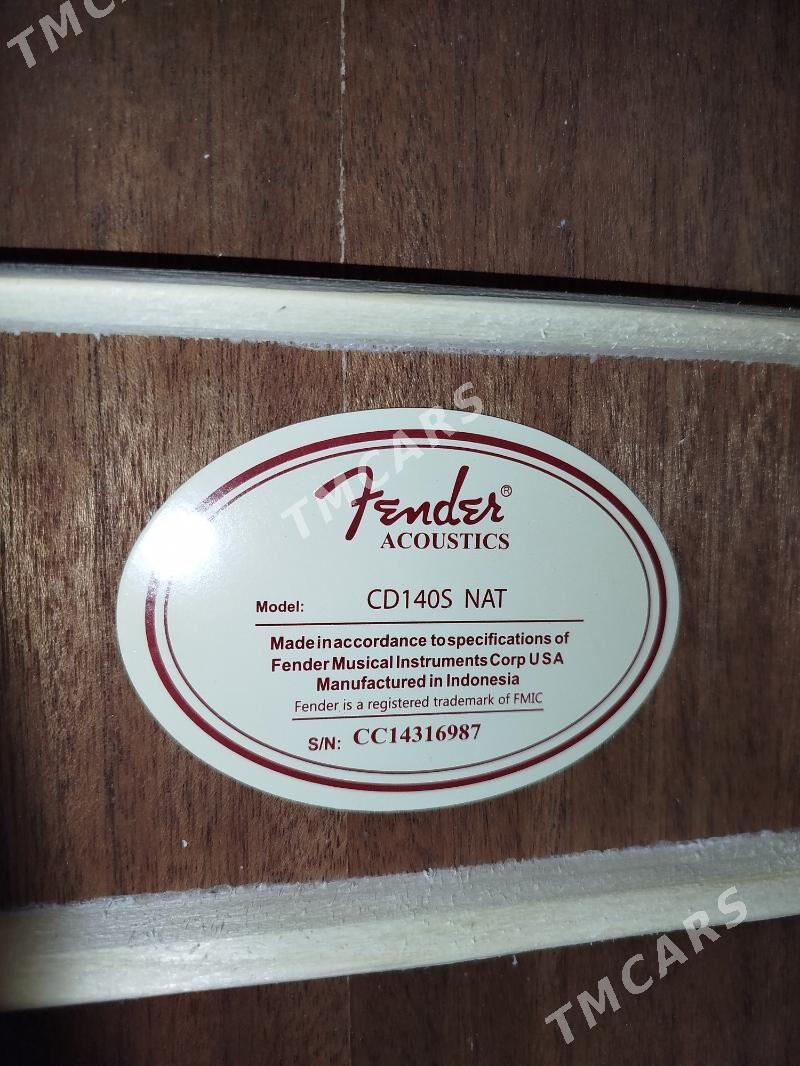 TMCARS
TMCARS
Fender®
ACOUSTICS
Model: CD140S NAT
Made in accordance to specifications of
Fender Musical Instruments Corp U S A
Manufactured in Indonesia
Fender is a registered trademark of FMIC
S/N: CC14316987
TMCARS